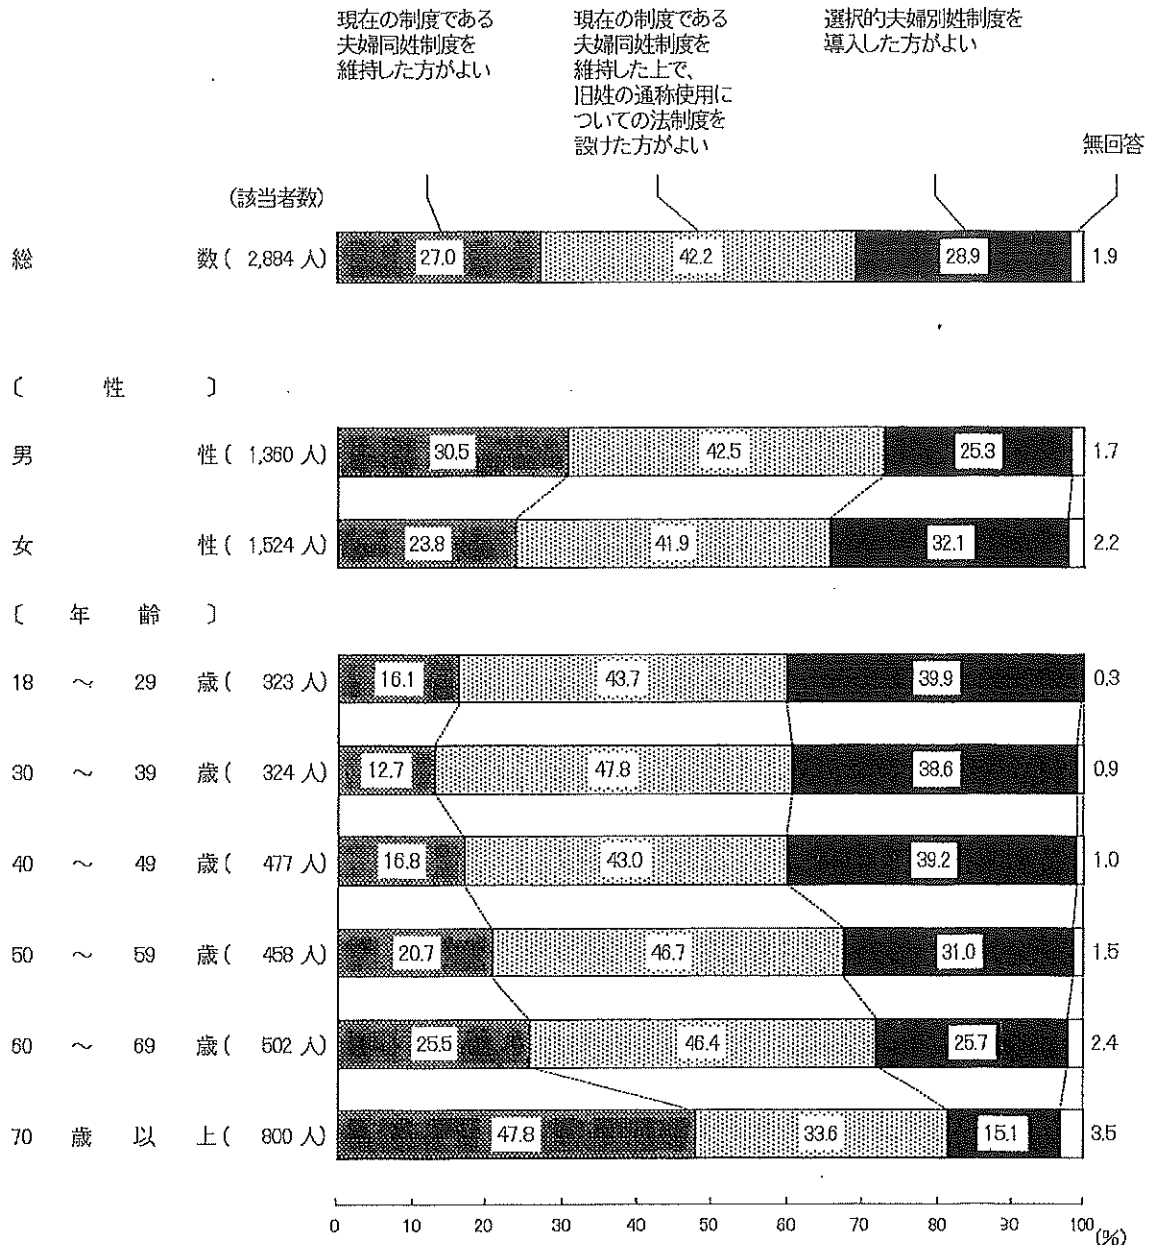 現在の制度である
夫婦同姓制度を
維持した方がよい
現在の制度である
夫婦同姓制度を
維持した上で、
旧姓の通称使用に
ついての法制度を
設けた方がよい
選択的夫婦別姓制度を
導入した方がよい
無回答
(該当者数)
総 数 ( 2,884 人) 27.0 42.2 28.9 1.9
〔 性 〕
男 性 ( 1,360 人) 30.5 42.5 25.3 1.7
女 性 ( 1,524 人) 23.8 41.9 32.1 2.2
〔 年 齢 〕
18 ～ 29 歳 ( 323 人) 16.1 43.7 39.9 0.3
30 ～ 39 歳 ( 324 人) 12.7 47.8 38.6 0.9
40 ～ 49 歳 ( 477 人) 16.8 43.0 39.2 1.0
50 ～ 59 歳 ( 458 人) 20.7 46.7 31.0 1.5
60 ～ 69 歳 ( 502 人) 25.5 46.4 25.7 2.4
70 歳 以 上 ( 800 人) 47.8 33.6 15.1 3.5
0 10 20 30 40 50 60 70 80 90 100 (%)